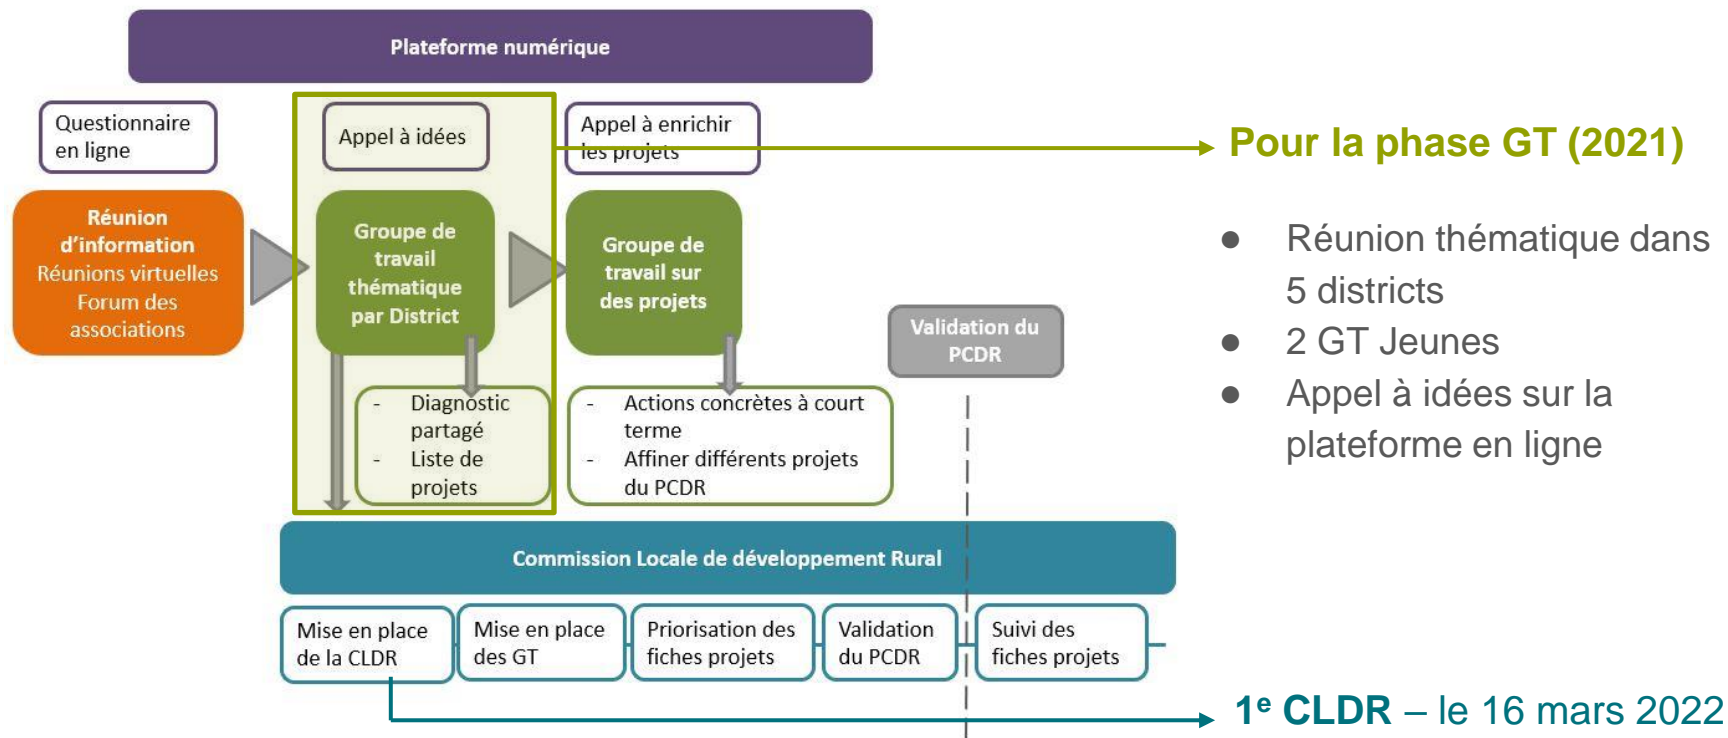 Plateforme numérique
Questionnaire
en ligne
Appel à idées
Appel à enrichir
les projets
Réunion
d'information
Réunions virtuelles
Forum des
associations
Groupe de
travail
thématique
par District
Groupe de
travail sur
des projets
- Diagnostic
partagé
- Liste de
projets
- Actions concrètes à court
terme
- Affiner différents projets
du PCDR
Validation du
PCDR
Commission Locale de développement Rural
Mise en place
de la CLDR
Mise en place
des GT
Priorisation des
fiches projets
Validation
du PCDR
Suivi des
fiches projets
Pour la phase GT (2021)
● Réunion thématique dans
5 districts
● 2 GT Jeunes
● Appel à idées sur la
plateforme en ligne
1e CLDR – le 16 mars 2022